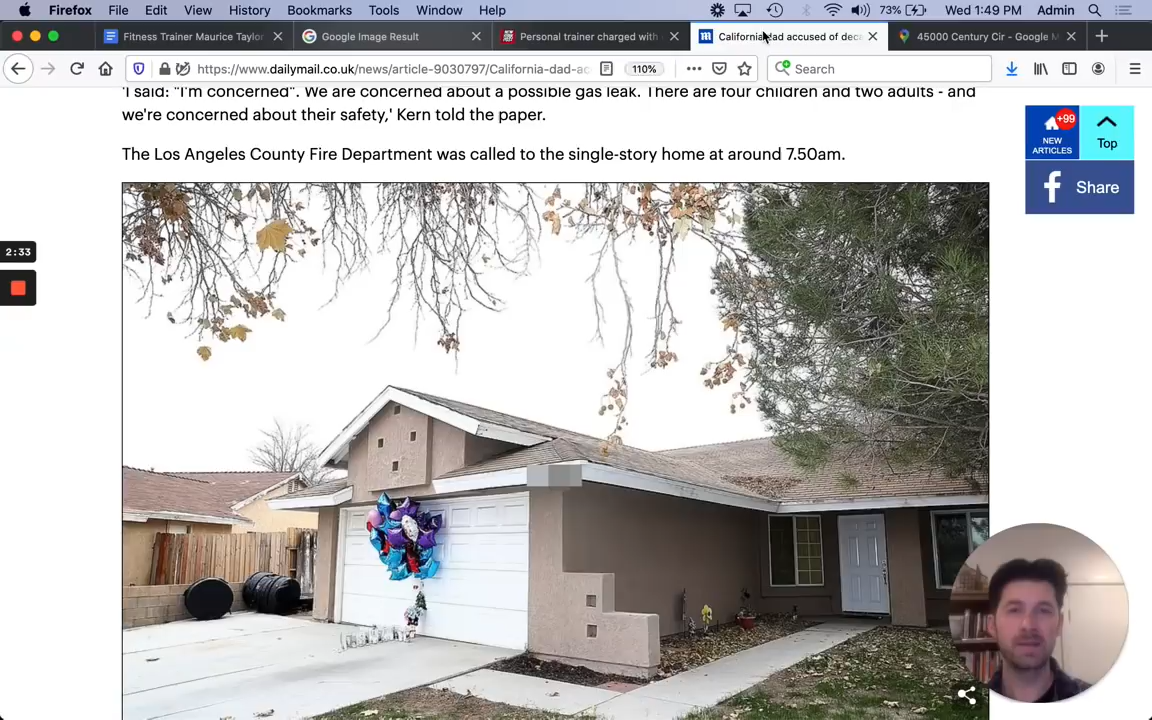 Firefox File Edit View History Bookmarks Tools Window Help 73% Wed 1:49 PM Admin
Fitness Trainer Maurice Taylor Google Image Result Personal trainer charged with California dad accused of dec 45000 Century Cir - Google M
https://www.dailymail.co.uk/news/article-9030797/California-dad-ac 110% Search
'I said: "I'm concerned". We are concerned about a possible gas leak. There are four children and two adults - and
we're concerned about their safety,' Kern told the paper.
The Los Angeles County Fire Department was called to the single-story home at around 7.50am.
+99
NEW
ARTICLES
Top
Share
2:33